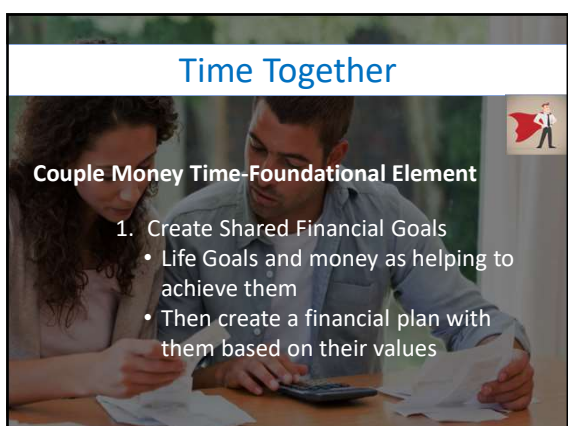 Time Together
Couple Money Time-Foundational Element
1. Create Shared Financial Goals
• Life Goals and money as helping to
achieve them
• Then create a financial plan with
them based on their values